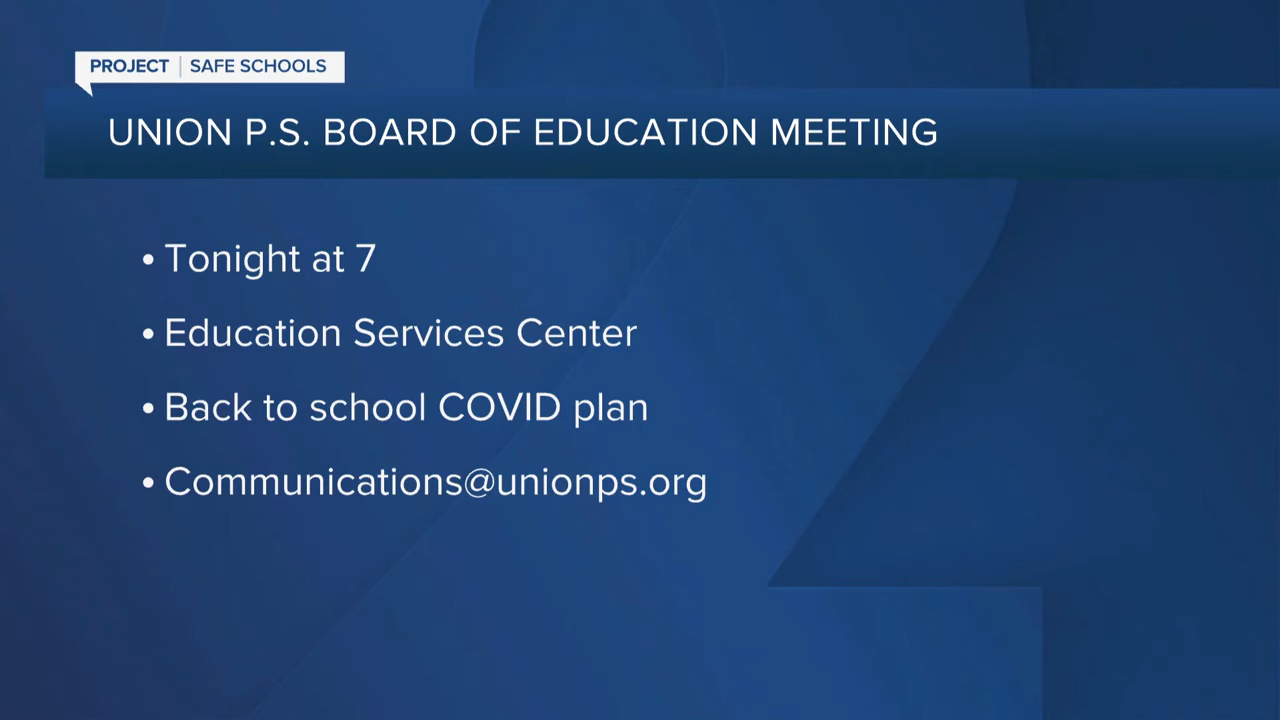 PROJECT | SAFE SCHOOLS
UNION P.S. BOARD OF EDUCATION MEETING
• Tonight at 7
• Education Services Center
• Back to school COVID plan
• Communications@unionps.org